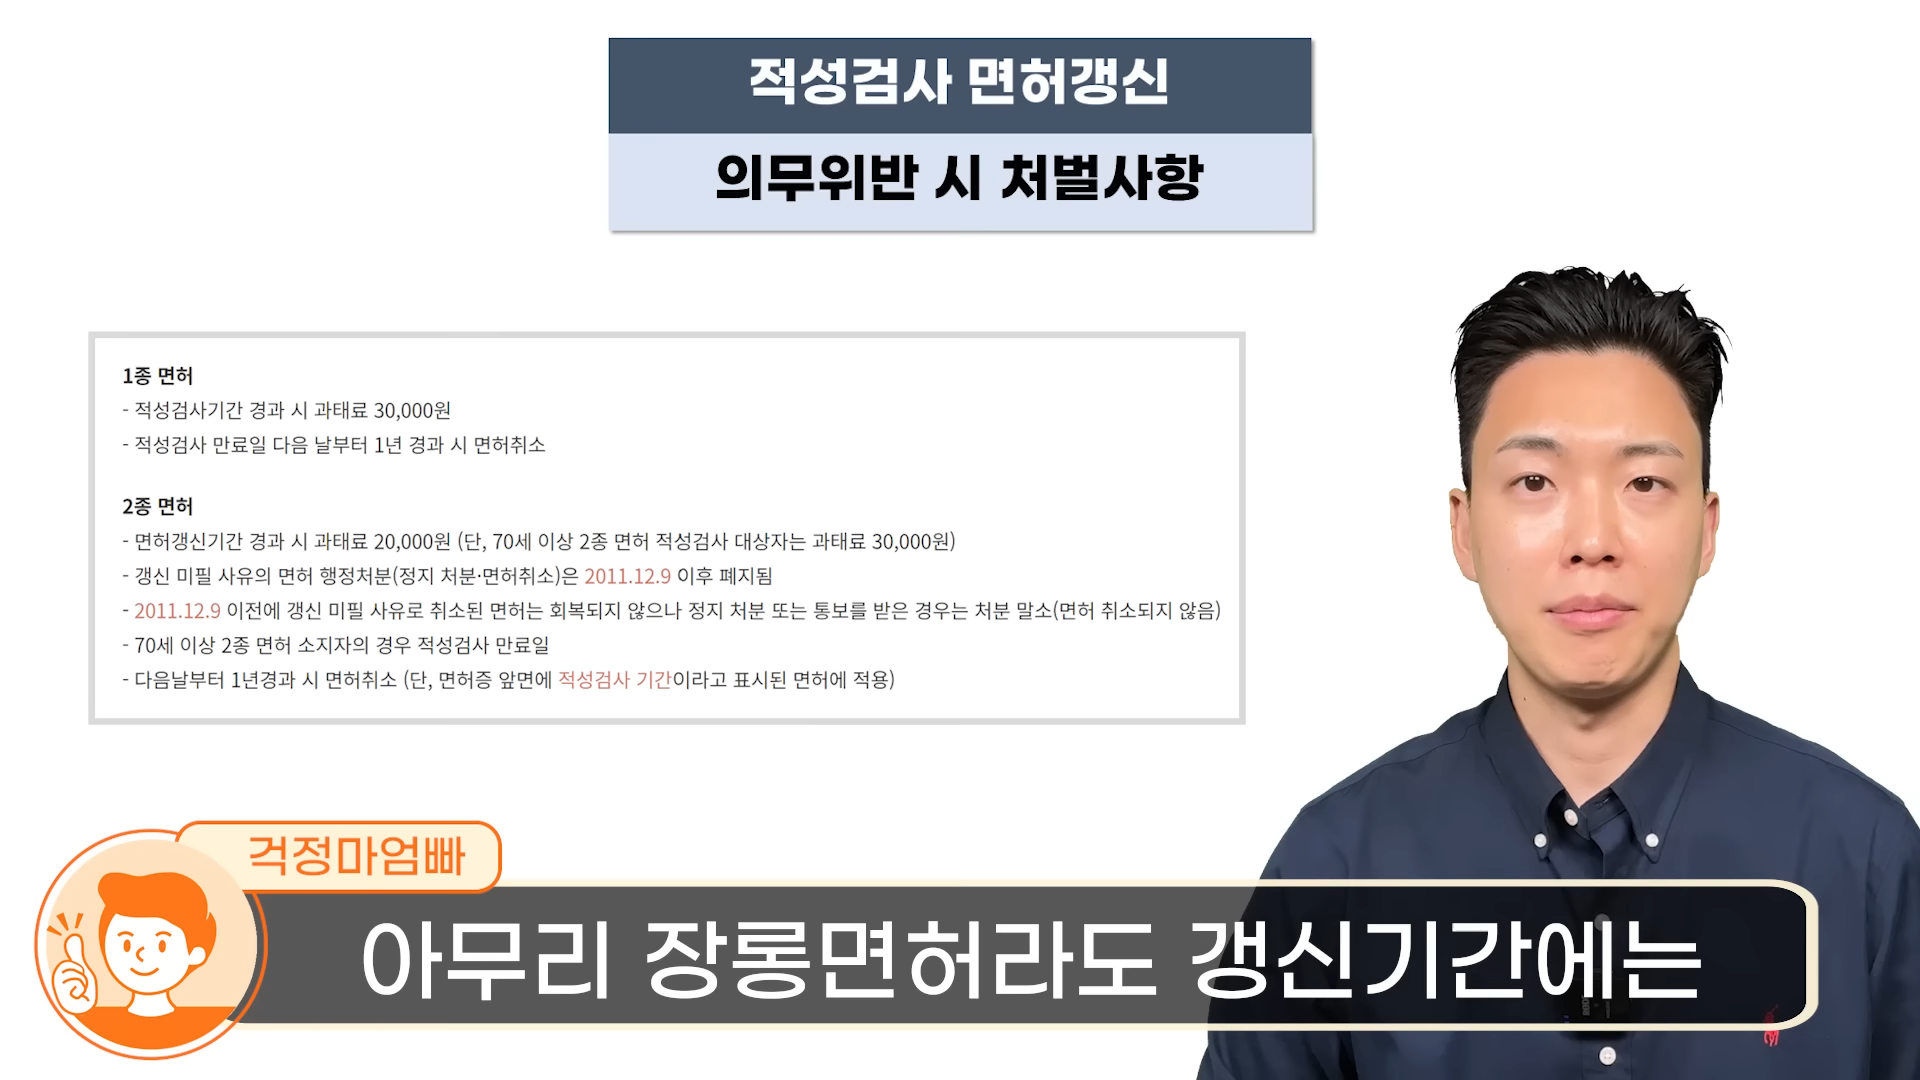 적성검사 면허갱신
의무위반 시 처벌사항
1종 면허
- 적성검사기간 경과 시 과태료 30,000원
- 적성검사 만료일 다음 날부터 1년 경과 시 면허취소
2종 면허
- 면허갱신기간 경과 시 과태료 20,000원 (단, 70세 이상 2종 면허 적성검사 대상자는 과태료 30,000원)
- 갱신 미필 사유의 면허 행정처분(정지 처분·면허취소)은 2011.12.9 이후 폐지됨
- 2011.12.9 이전에 갱신 미필 사유로 취소된 면허는 회복되지 않으나 정지 처분 또는 통보를 받은 경우는 처분 말소(면허 취소되지 않음)
- 70세 이상 2종 면허 소지자의 경우 적성검사 만료일
- 다음날부터 1년경과 시 면허취소 (단, 면허증 앞면에 적성검사 기간이라고 표시된 면허에 적용)
걱정마엄빠
아무리 장롱면허라도 갱신기간에는